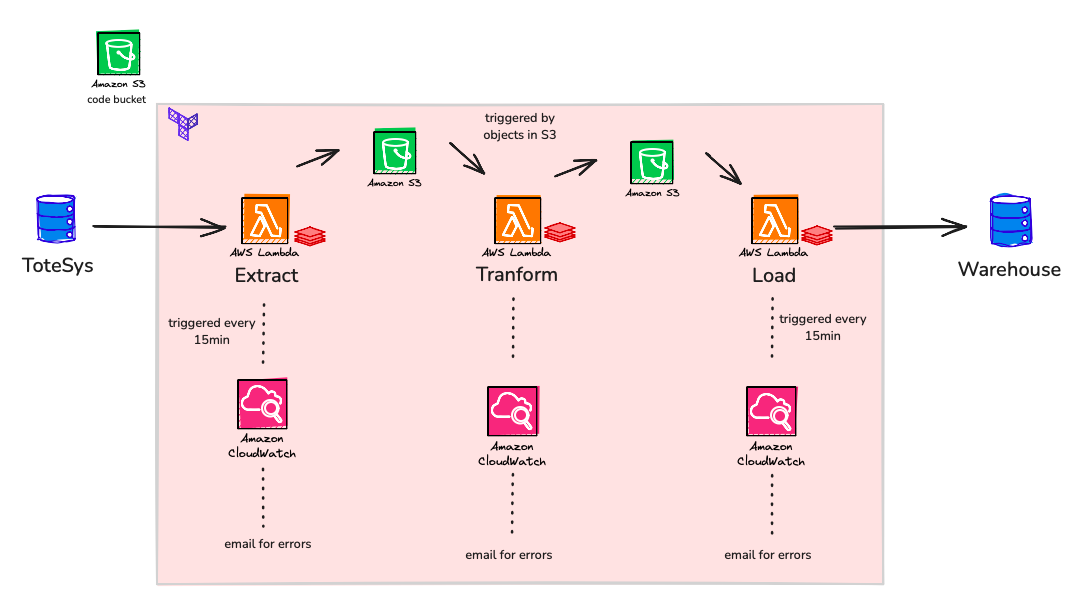 Amazon S3
code bucket
triggered by
objects in S3
Amazon S3
Amazon S3
ToteSys
AWS Lambda
Extract
AWS Lambda
Tranform
AWS Lambda
Load
Warehouse
triggered every
15min
triggered every
15min
Amazon
CloudWatch
Amazon
CloudWatch
Amazon
CloudWatch
email for errors
email for errors
email for errors